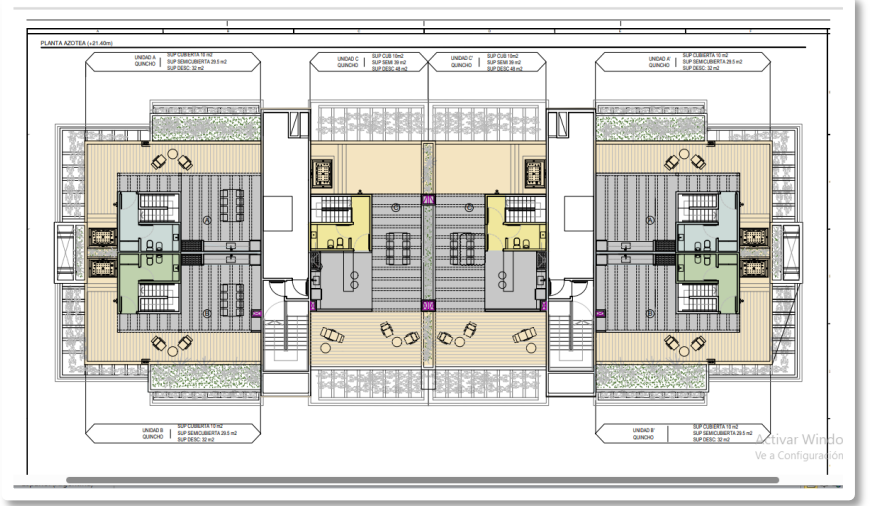 PLANTA AZOTEA (+21.40m)
UNIDAD A
QUINCHO
SUP CUBIERTA 10 m2
SUP SEMICUBIERTA 29.5 m2
SUP DESC: 32 m2
UNIDAD C
QUINCHO
SUP CUB 10m2
SUP SEMI 39 m2
SUP DESC 48 m2
UNIDAD C'
QUINCHO
SUP CUB 10m2
SUP SEMI 39 m2
SUP DESC 48 m2
UNIDAD A'
QUINCHO
SUP CUBIERTA 10 m2
SUP SEMICUBIERTA 29.5 m2
SUP DESC: 32 m2
A
C
C
A
B
B
UNIDAD B
QUINCHO
SUP CUBIERTA 10 m2
SUP SEMICUBIERTA 29.5 m2
SUP DESC: 32 m2
UNIDAD B'
QUINCHO
SUP CUBIERTA 10 m2
SUP SEMICUBIERTA 29.5 m2
SUP DESC: 32 m2
Activar Windo
Ve a Configuración